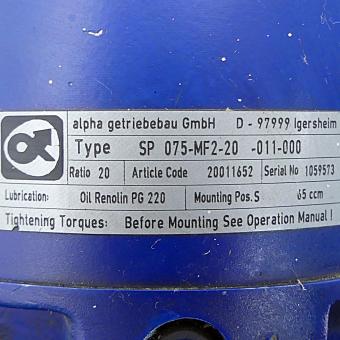 alpha getriebebau GmbH D - 97999 Igersheim
Type SP 075-MF2-20 -011-000
Ratio 20 Article Code 20011652 Serial No 1059573
Lubrication: Oil Renolin PG 220 Mounting Pos. S 65 ccm
Tightening Torques: Before Mounting See Operation Manual !